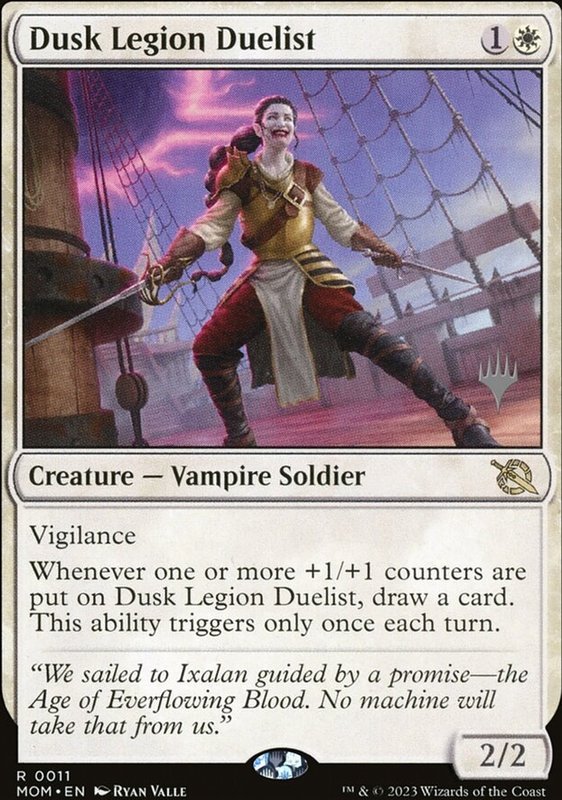 Dusk Legion Duelist 1
Creature — Vampire Soldier
Vigilance
Whenever one or more +1/+1 counters are
put on Dusk Legion Duelist, draw a card.
This ability triggers only once each turn.
“We sailed to Ixalan guided by a promise—the
Age of Everflowing Blood. No machine will
take that from us.”
2/2
R 0011
MOM • EN Ryan Valle
™ & © 2023 Wizards of the Coast